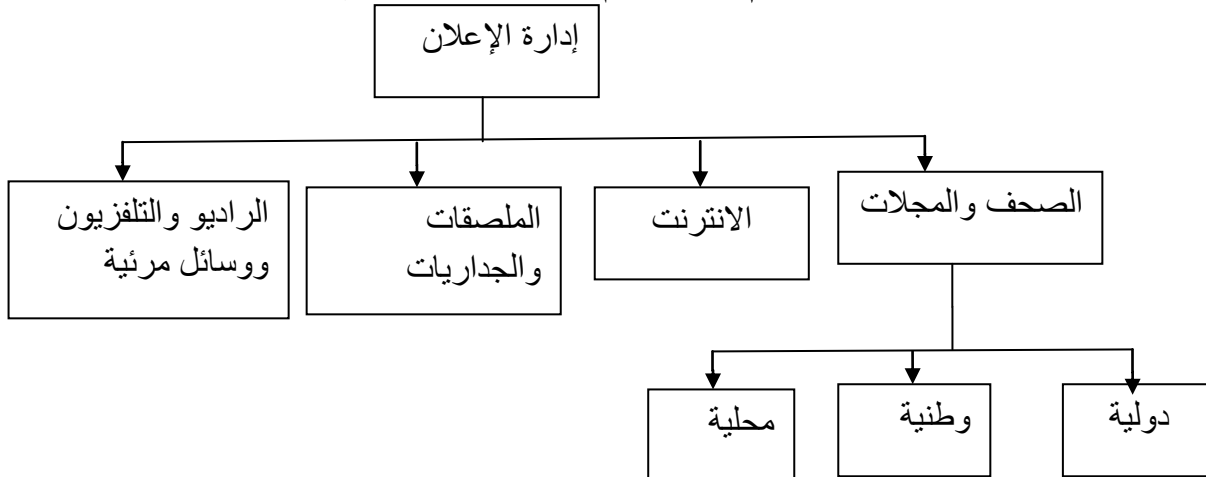 إدارة الإعلان
الصحف والمجلات
الانترنت
الملصقات
والجداريات
الراديو والتلفزيون
ووسائل مرئية
دولية
وطنية
محلية